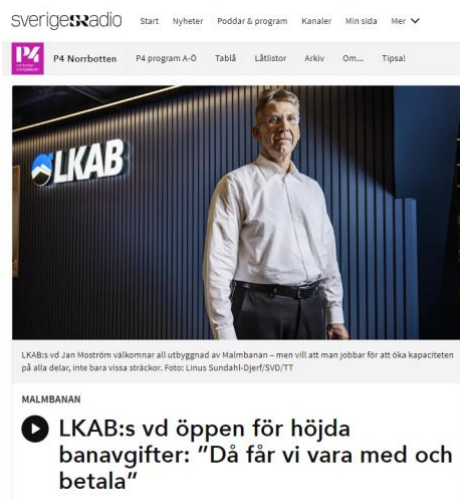 sverigesradio Start Nyheter Poddar & program Kanaler Min sida Mer
P4 P4 Norrbotten P4 program A-Ö Tablå Låtlistor Arkiv Om... Tipsa!
LKAB
LKAB:s vd Jan Moström välkomnar all utbyggnad av Malmbanan – men vill att man jobbar för att öka kapaciteten
på alla delar, inte bara vissa sträckor. Foto: Linus Sundahl-Djerf/SVD/TT
MALMBANAN
LKAB:s vd öppen för höjda
banavgifter: ”Då får vi vara med och
betala”